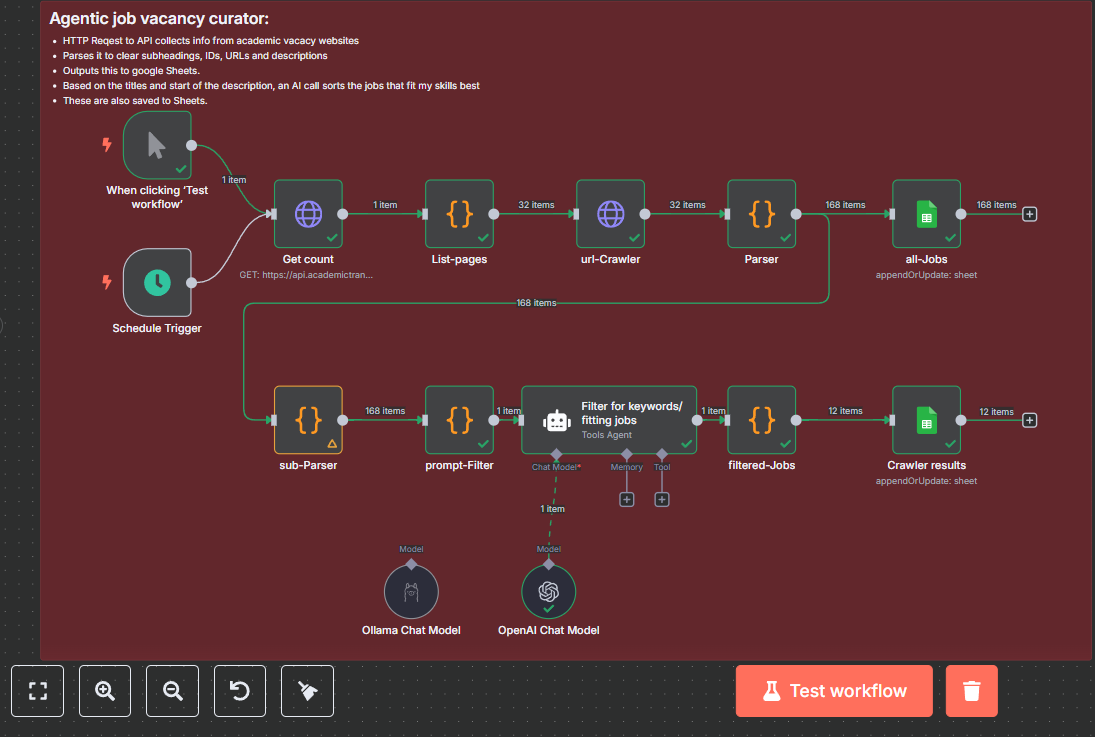 Agentic job vacancy curator:
HTTP Reqest to API collects info from academic vacacy websites
Parses it to clear subheadings, IDs, URLs and descriptions
Outputs this to google Sheets.
Based on the titles and start of the description, an AI call sorts the jobs that fit my skills best
These are also saved to Sheets.
When clicking ‘Test
workflow’
1 item
Schedule Trigger
Get count
GET: https://api.academictran...
1 item
List-pages
32 items
url-Crawler
32 items
Parser
168 items
all-Jobs
appendOrUpdate: sheet
168 items
168 items
sub-Parser
168 items
prompt-Filter
1 item
Filter for keywords/
fitting jobs
Tools Agent
Chat Model*
Memory
Tool
1 item
filtered-Jobs
12 items
Crawler results
appendOrUpdate: sheet
12 items
1 item
Model
Ollama Chat Model
Model
OpenAI Chat Model
Test workflow